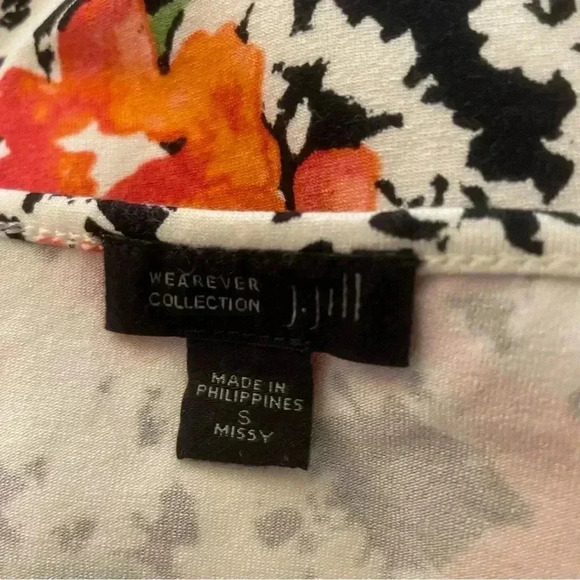 WEAREVER
COLLECTION
J.Jill
MADE IN
PHILIPPINES
S
MISSY